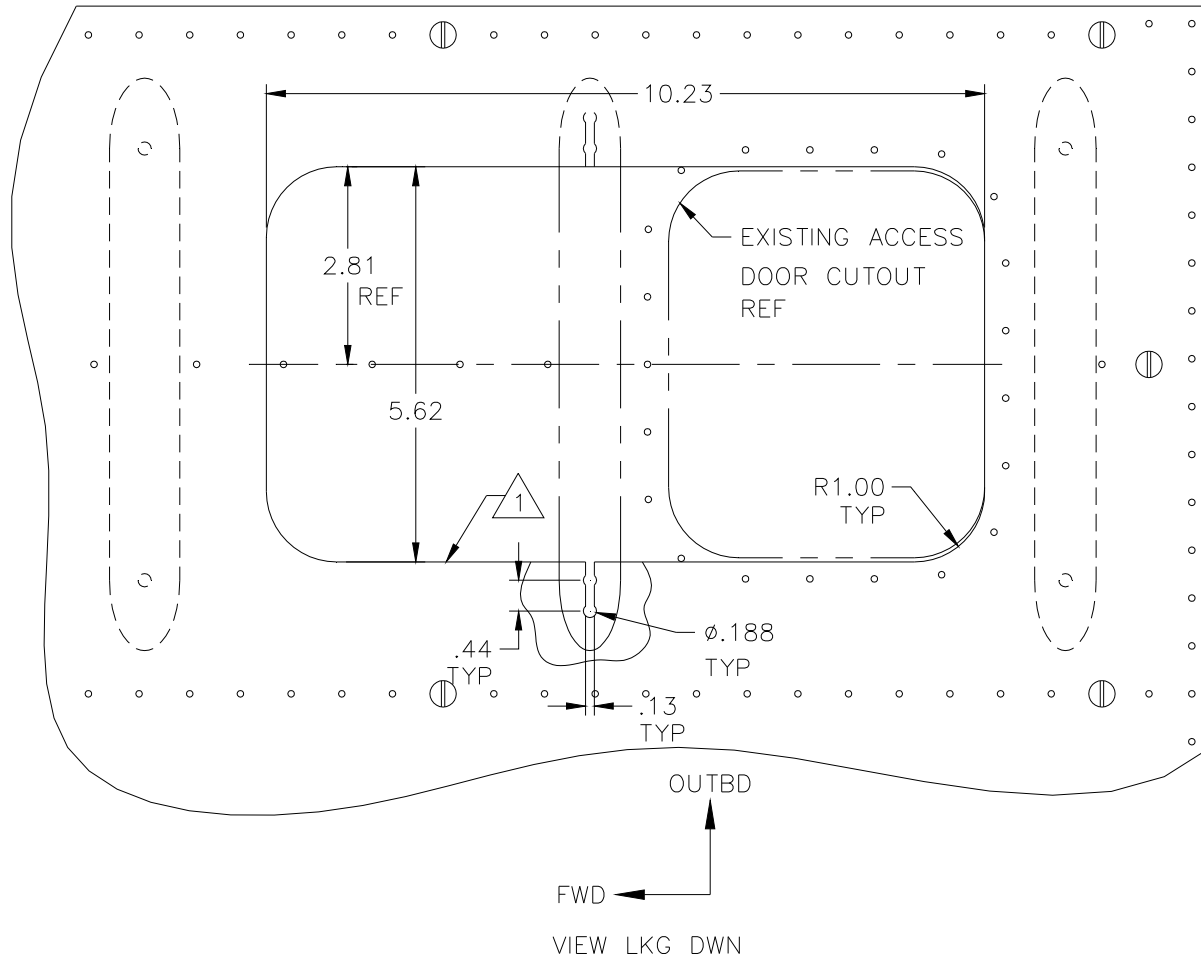 10.23
EXISTING ACCESS
DOOR CUTOUT
REF
2.81
REF
5.62
1
R1.00
TYP
.44
TYP
ø.188
TYP
.13
TYP
OUTBD
FWD
VIEW LKG DWN